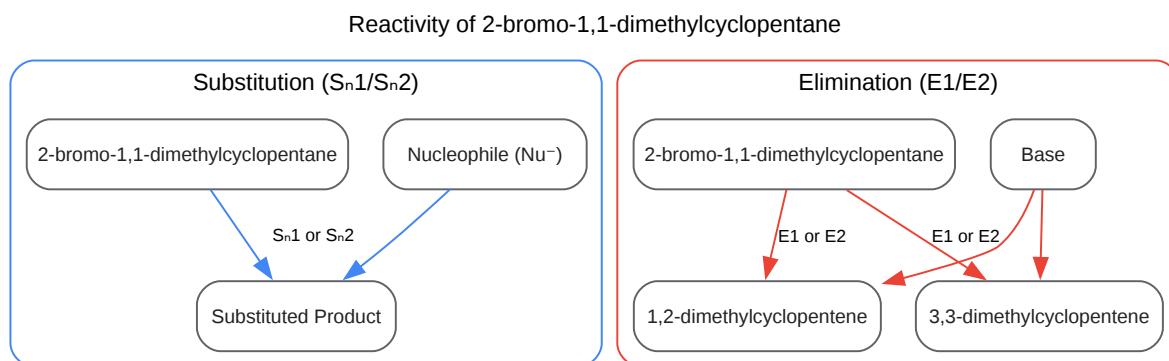 Reactivity of 2-bromo-1,1-dimethylcyclopentane
Substitution (Sₙ1/Sₙ2)
2-bromo-1,1-dimethylcyclopentane
Nucleophile (Nu⁻)
Sₙ1 or Sₙ2
Substituted Product
Elimination (E1/E2)
2-bromo-1,1-dimethylcyclopentane
Base
E1 or E2
E1 or E2
1,2-dimethylcyclopentene
3,3-dimethylcyclopentene